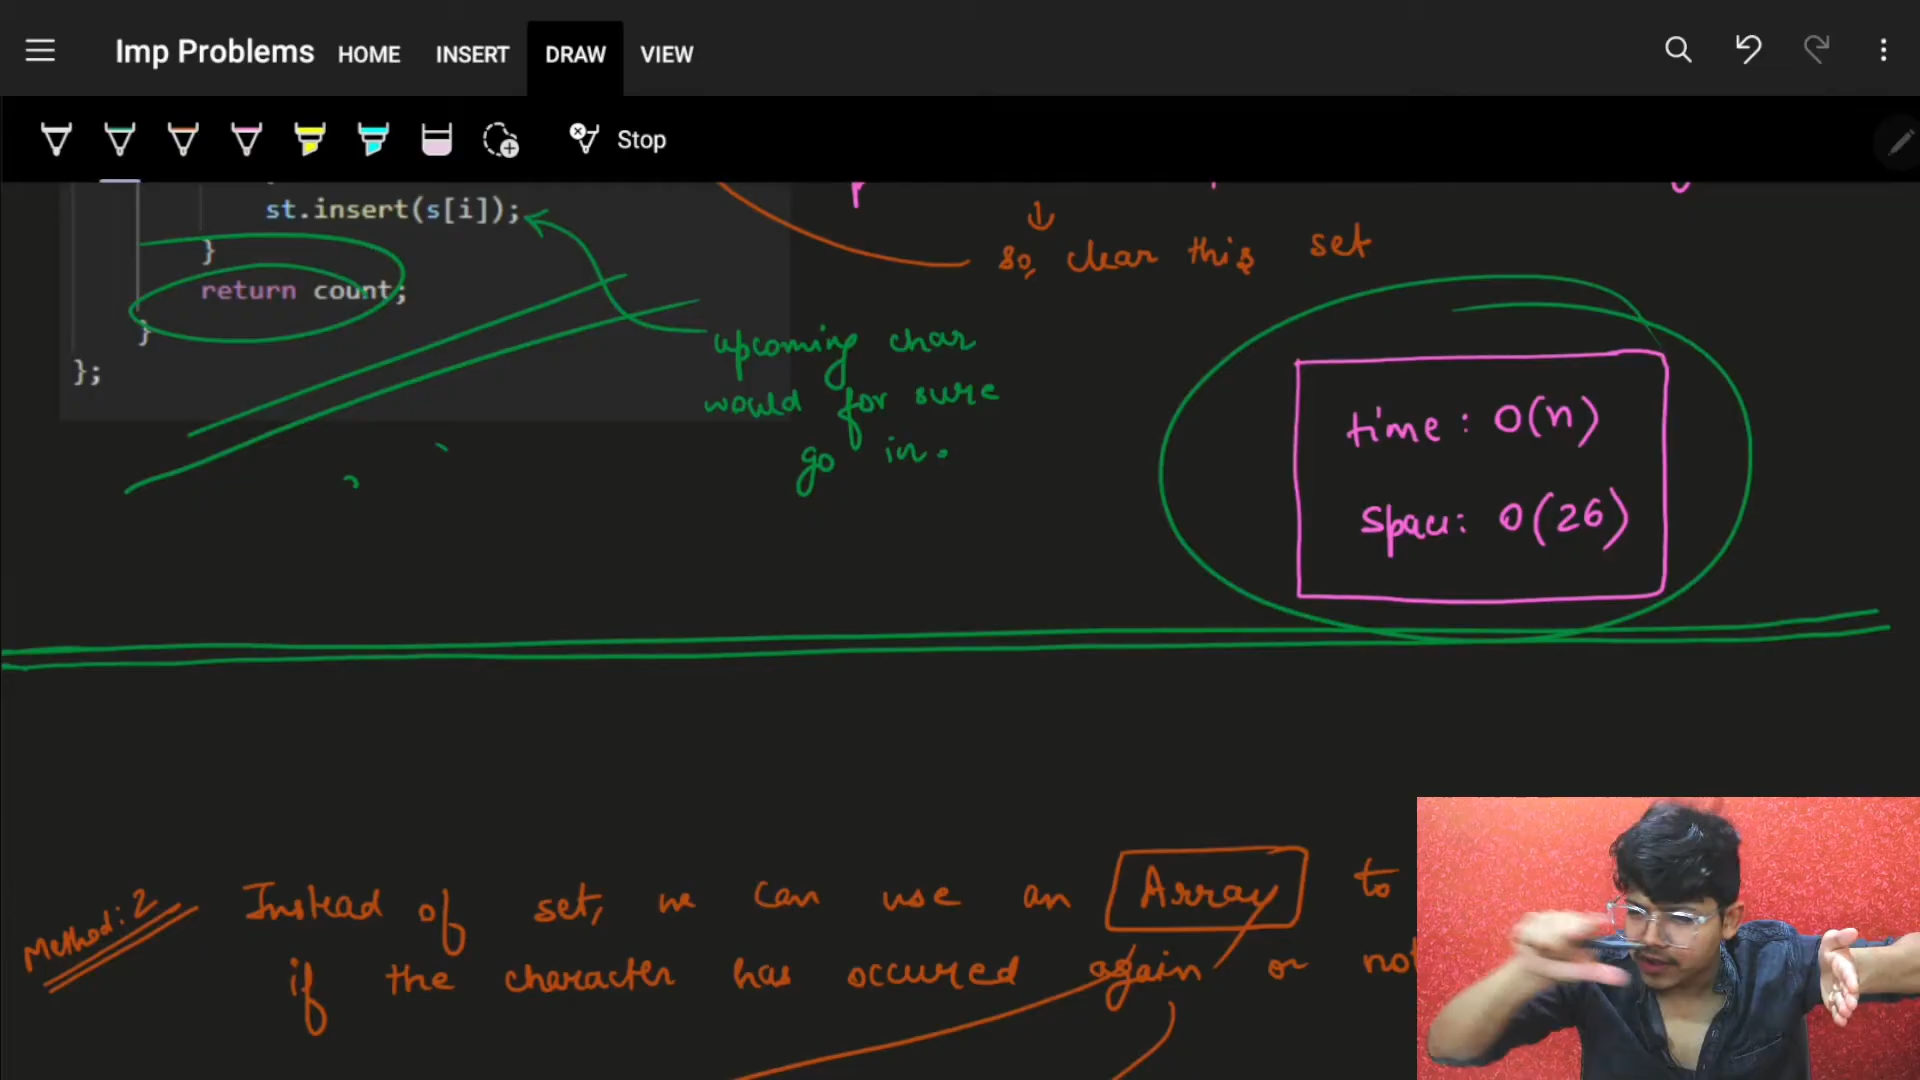 Imp Problems HOME INSERT DRAW VIEW
Stop
st.insert(s[i]);
}
return count;
}
};
so, clear this set
upcoming char
would for sure
go in.
time : O(n)
space: O(26)
Method: 2
Instead of set, we can use an Array to
if the character has occured again or not